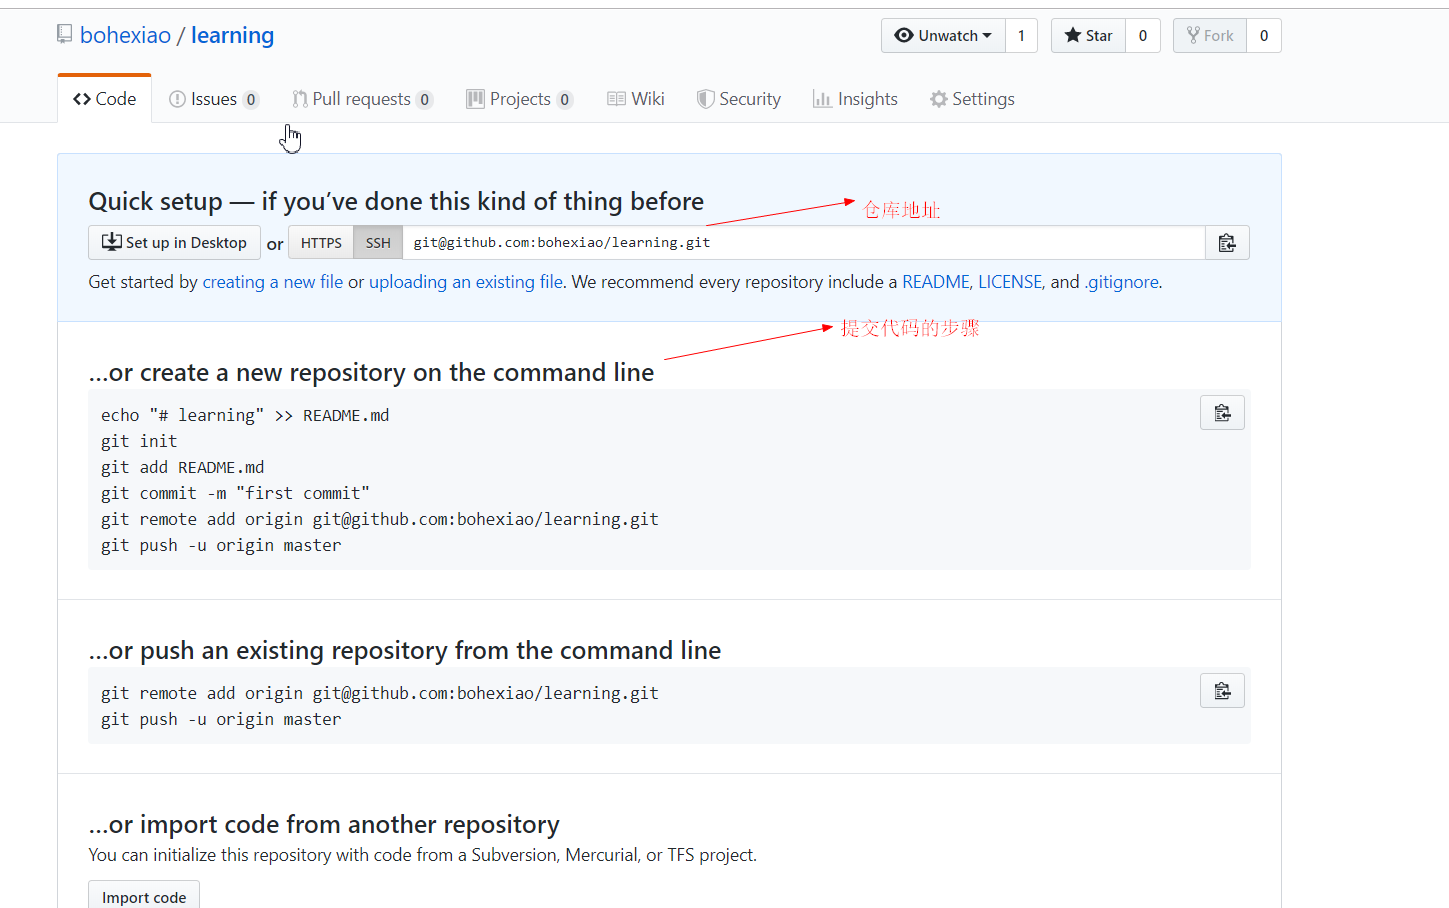 bohexiao / learning
Unwatch 1 Star 0 Fork 0
Code Issues 0 Pull requests 0 Projects 0 Wiki Security Insights Settings
Quick setup — if you’ve done this kind of thing before
仓库地址
Set up in Desktop or HTTPS SSH git@github.com:bohexiao/learning.git
Get started by creating a new file or uploading an existing file. We recommend every repository include a README, LICENSE, and .gitignore.
提交代码的步骤
…or create a new repository on the command line
echo "# learning" >> README.md
git init
git add README.md
git commit -m "first commit"
git remote add origin git@github.com:bohexiao/learning.git
git push -u origin master
…or push an existing repository from the command line
git remote add origin git@github.com:bohexiao/learning.git
git push -u origin master
…or import code from another repository
You can initialize this repository with code from a Subversion, Mercurial, or TFS project.
Import code